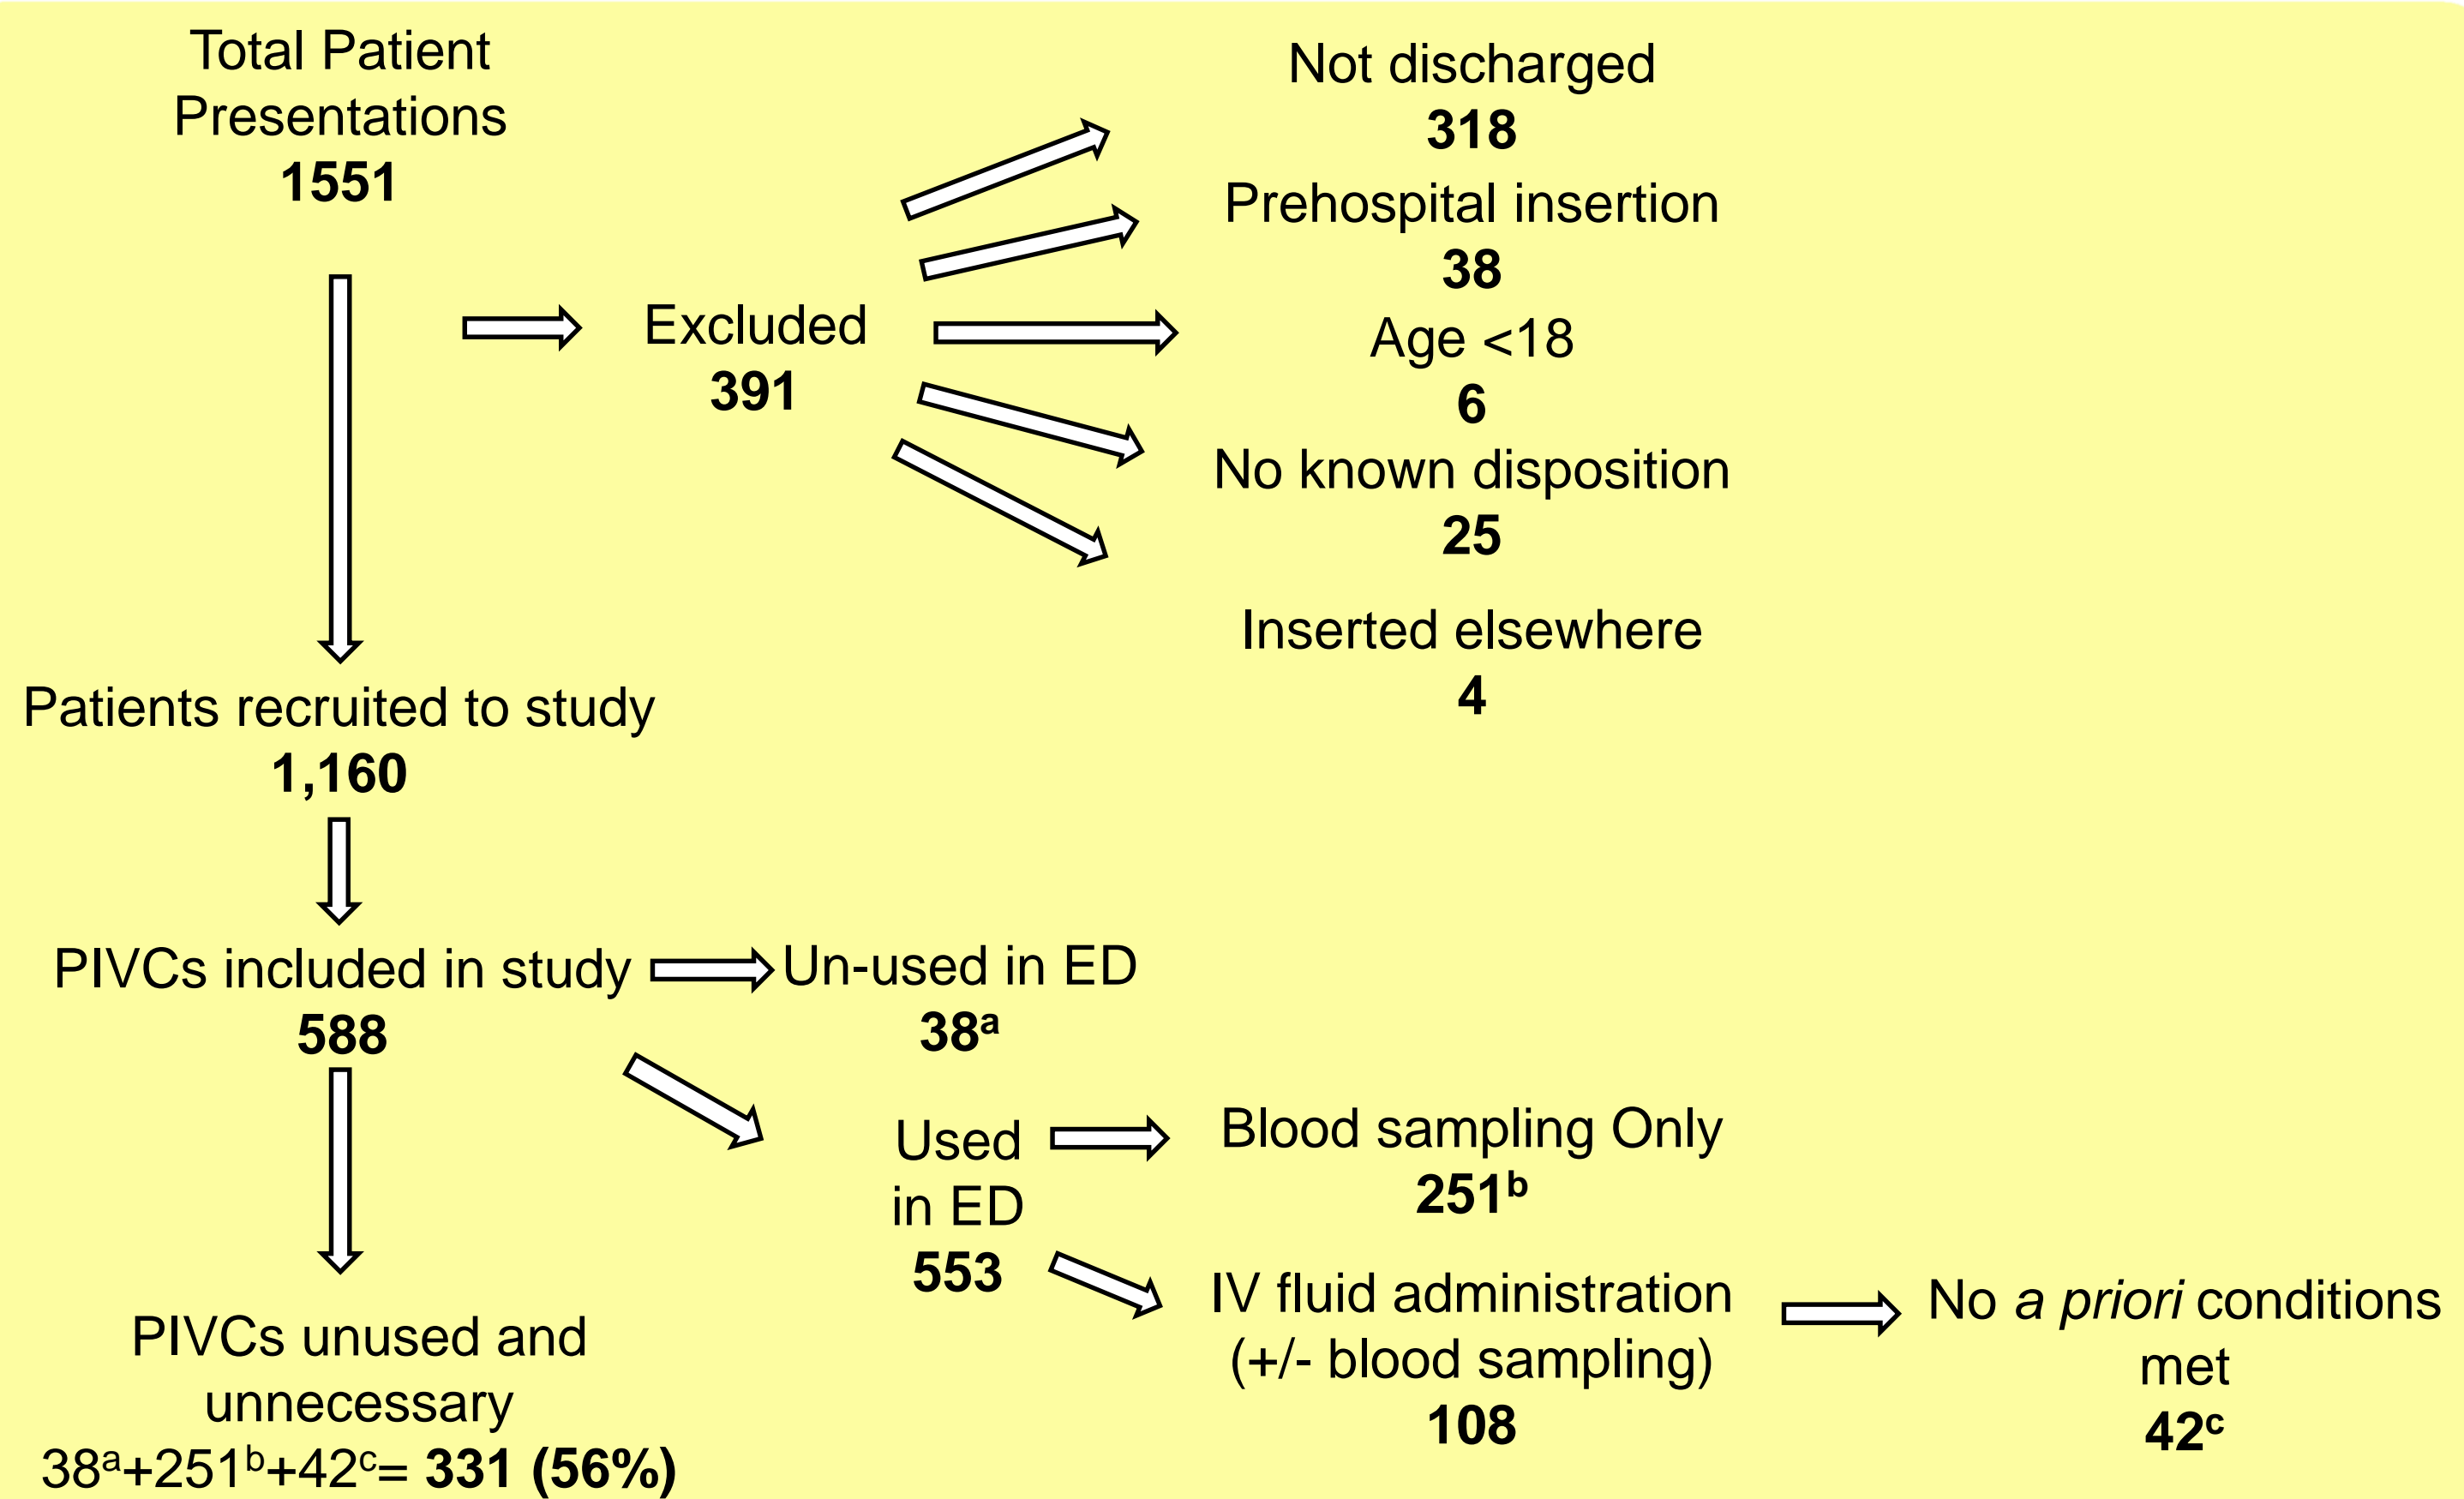 Total Patient
Presentations
1551
Excluded
391
Not discharged
318
Prehospital insertion
38
Age <18
6
No known disposition
25
Inserted elsewhere
4
Patients recruited to study
1,160
PIVCs included in study
588
Un-used in ED
38ᵃ
Used
in ED
553
Blood sampling Only
251ᵇ
IV fluid administration
(+/- blood sampling)
108
No a priori conditions
met
42ᶜ
PIVCs unused and
unnecessary
38ᵃ+251ᵇ+42ᶜ= 331 (56%)